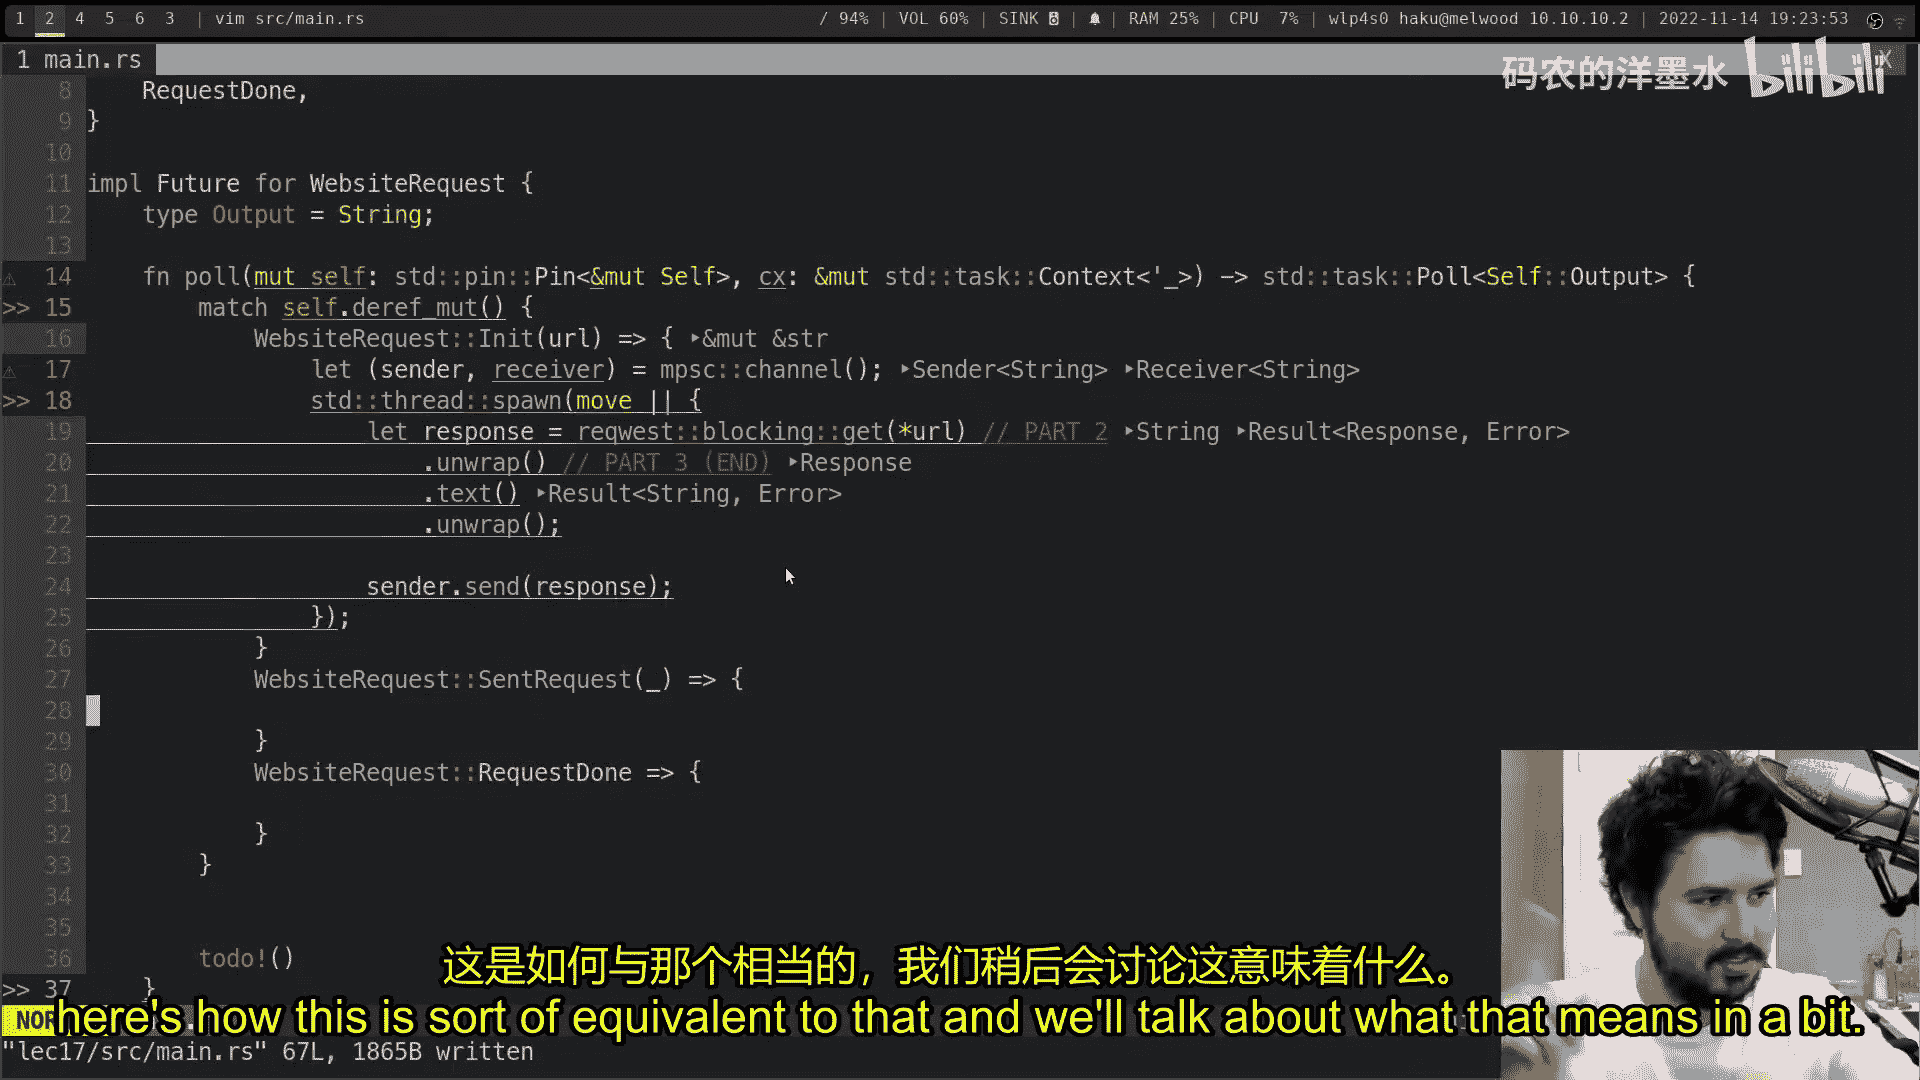 1 2 4 5 6 3 | vim src/main.rs / 94% | VOL 60% | SINK | | RAM 25% | CPU 7% | wlp4s0 haku@melwood 10.10.10.2 | 2022-11-14 19:23:53
1 main.rs X
码农的洋墨水 bilibili
8 RequestDone,
9 }
10
11 impl Future for WebsiteRequest {
12 type Output = String;
13
14 fn poll(mut self: std::pin::Pin<&mut Self>, cx: &mut std::task::Context<'_>) -> std::task::Poll<Self::Output> {
>> 15 match self.deref_mut() {
16 WebsiteRequest::Init(url) => { ▸&mut &str
17 let (sender, receiver) = mpsc::channel(); ▸Sender<String> ▸Receiver<String>
>> 18 std::thread::spawn(move || {
19 let response = reqwest::blocking::get(*url) // PART 2 ▸String ▸Result<Response, Error>
20 .unwrap() // PART 3 (END) ▸Response
21 .text() ▸Result<String, Error>
22 .unwrap();
23
24 sender.send(response);
25 });
26 }
27 WebsiteRequest::SentRequest(_) => {
28
29 }
30 WebsiteRequest::RequestDone => {
31
32 }
33 }
34
35
36 todo!()
>> 37 }
这是如何与那个相当的，我们稍后会讨论这意味着什么。
NOR
here's how this is sort of equivalent to that and we'll talk about what that means in a bit.
"lec17/src/main.rs" 67L, 1865B written